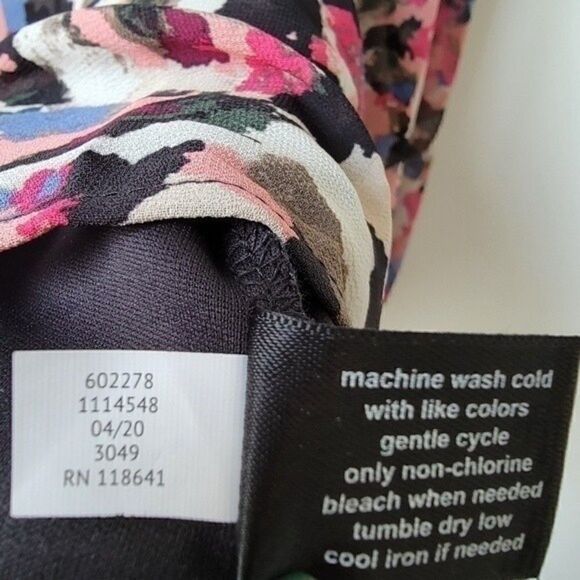 602278
1114548
04/20
3049
RN 118641
machine wash cold
with like colors
gentle cycle
only non-chlorine
bleach when needed
tumble dry low
cool iron if needed